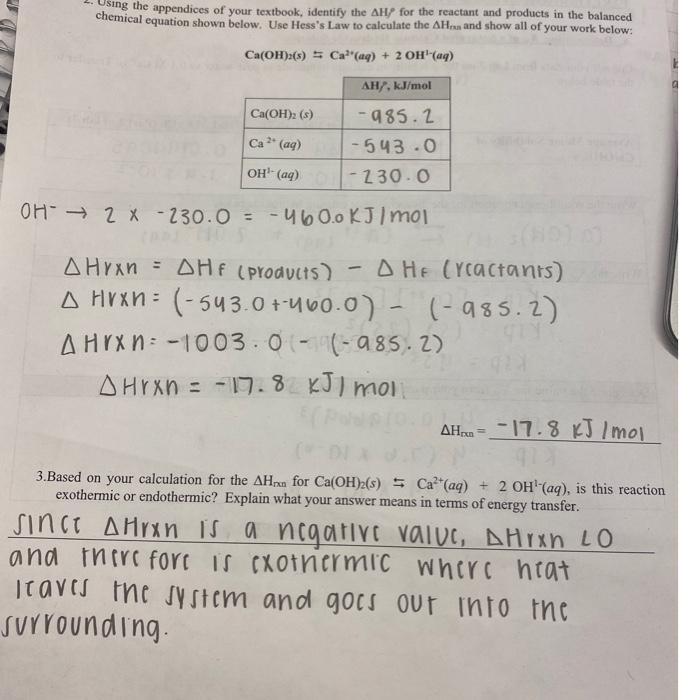 2. Using the appendices of your textbook, identify the ΔHf° for the reactant and products in the balanced
chemical equation shown below. Use Hess's Law to calculate the ΔHrxn and show all of your work below:
Ca(OH)₂(s) ⇆ Ca²⁺(aq) + 2 OH¹⁻(aq)
ΔHf°, kJ/mol
Ca(OH)₂ (s) -985.2
Ca ²⁺ (aq) -543.0
OH¹⁻ (aq) -230.0
OH⁻ → 2 x -230.0 = -460.0 KJ/mol
ΔHrxn = ΔHF (products) - ΔHF (reactants)
Δ Hrxn = (-543.0 + -460.0) - (-985.2)
ΔHrxn = -1003.0 - (-985.2)
ΔHrxn = -17.8 KJ/mol
ΔHrxn = -17.8 KJ/mol
3.Based on your calculation for the ΔHrxn for Ca(OH)₂(s) ⇆ Ca²⁺(aq) + 2 OH¹⁻(aq), is this reaction
exothermic or endothermic? Explain what your answer means in terms of energy transfer.
since ΔHrxn is a negative value, ΔHrxn < 0
and therefore is exothermic where heat
leaves the system and goes out into the
surrounding.